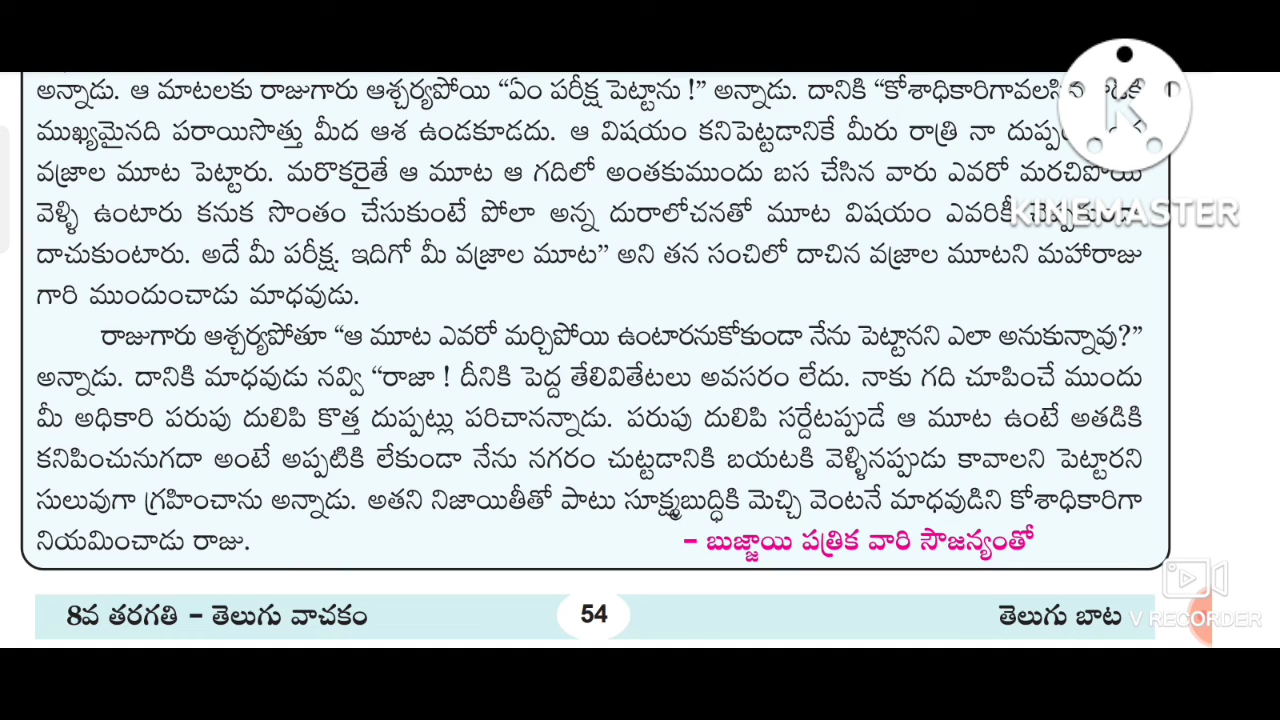 అన్నాడు. ఆ మాటలకు రాజుగారు ఆశ్చర్యపోయి “ఏం పరీక్ష పెట్టాను !” అన్నాడు. దానికి
ముఖ్యమైనది పరాయిసొత్తు మీద ఆశ ఉండకూడదు. ఆ విషయం కనిపెట్టడానికే మీరు రాత్రి నా
వజ్రాల మూట పెట్టారు. మరొకరైతే ఆ మూట ఆ గదిలో అంతకుముందు బస చేసిన వారు ఎవరో మరచిపోయి
వెళ్ళి ఉంటారు కనుక సొంతం చేసుకుంటే పోలా అన్న దురాలోచనతో మూట విషయం ఎవరికీ చెప్పకుండా
దాచుకుంటారు. అదే మీ పరీక్ష. ఇదిగో మీ వజ్రాల మూట” అని తన సంచిలో దాచిన వజ్రాల మూటని మహారాజు
గారి ముందుంచాడు మాధవుడు.
రాజుగారు ఆశ్చర్యపోతూ “ఆ మూట ఎవరో మర్చిపోయి ఉంటారనుకోకుండా నేను పెట్టానని ఎలా అనుకున్నావు?”
అన్నాడు. దానికి మాధవుడు నవ్వి “రాజా ! దీనికి పెద్ద తేలివితేటలు అవసరం లేదు. నాకు గది చూపించే ముందు
మీ అధికారి పరుపు దులిపి కొత్త దుప్పట్లు పరిచానన్నాడు. పరుపు దులిపి సర్దేటప్పుడే ఆ మూట ఉంటే అతడికి
కనిపించునుగదా అంటే అప్పటికి లేకుండా నేను నగరం చుట్టడానికి బయటకి వెళ్ళినప్పుడు కావాలని పెట్టారని
సులువుగా గ్రహించాను అన్నాడు. అతని నిజాయితీతో పాటు సూక్ష్మబుద్ధికి మెచ్చి వెంటనే మాధవుడిని కోశాధికారిగా
నియమించాడు రాజు.
– బుజ్జాయి పత్రిక వారి సౌజన్యంతో
8వ తరగతి – తెలుగు వాచకం
54
తెలుగు బాట
KINEMASTER
V RECORDER